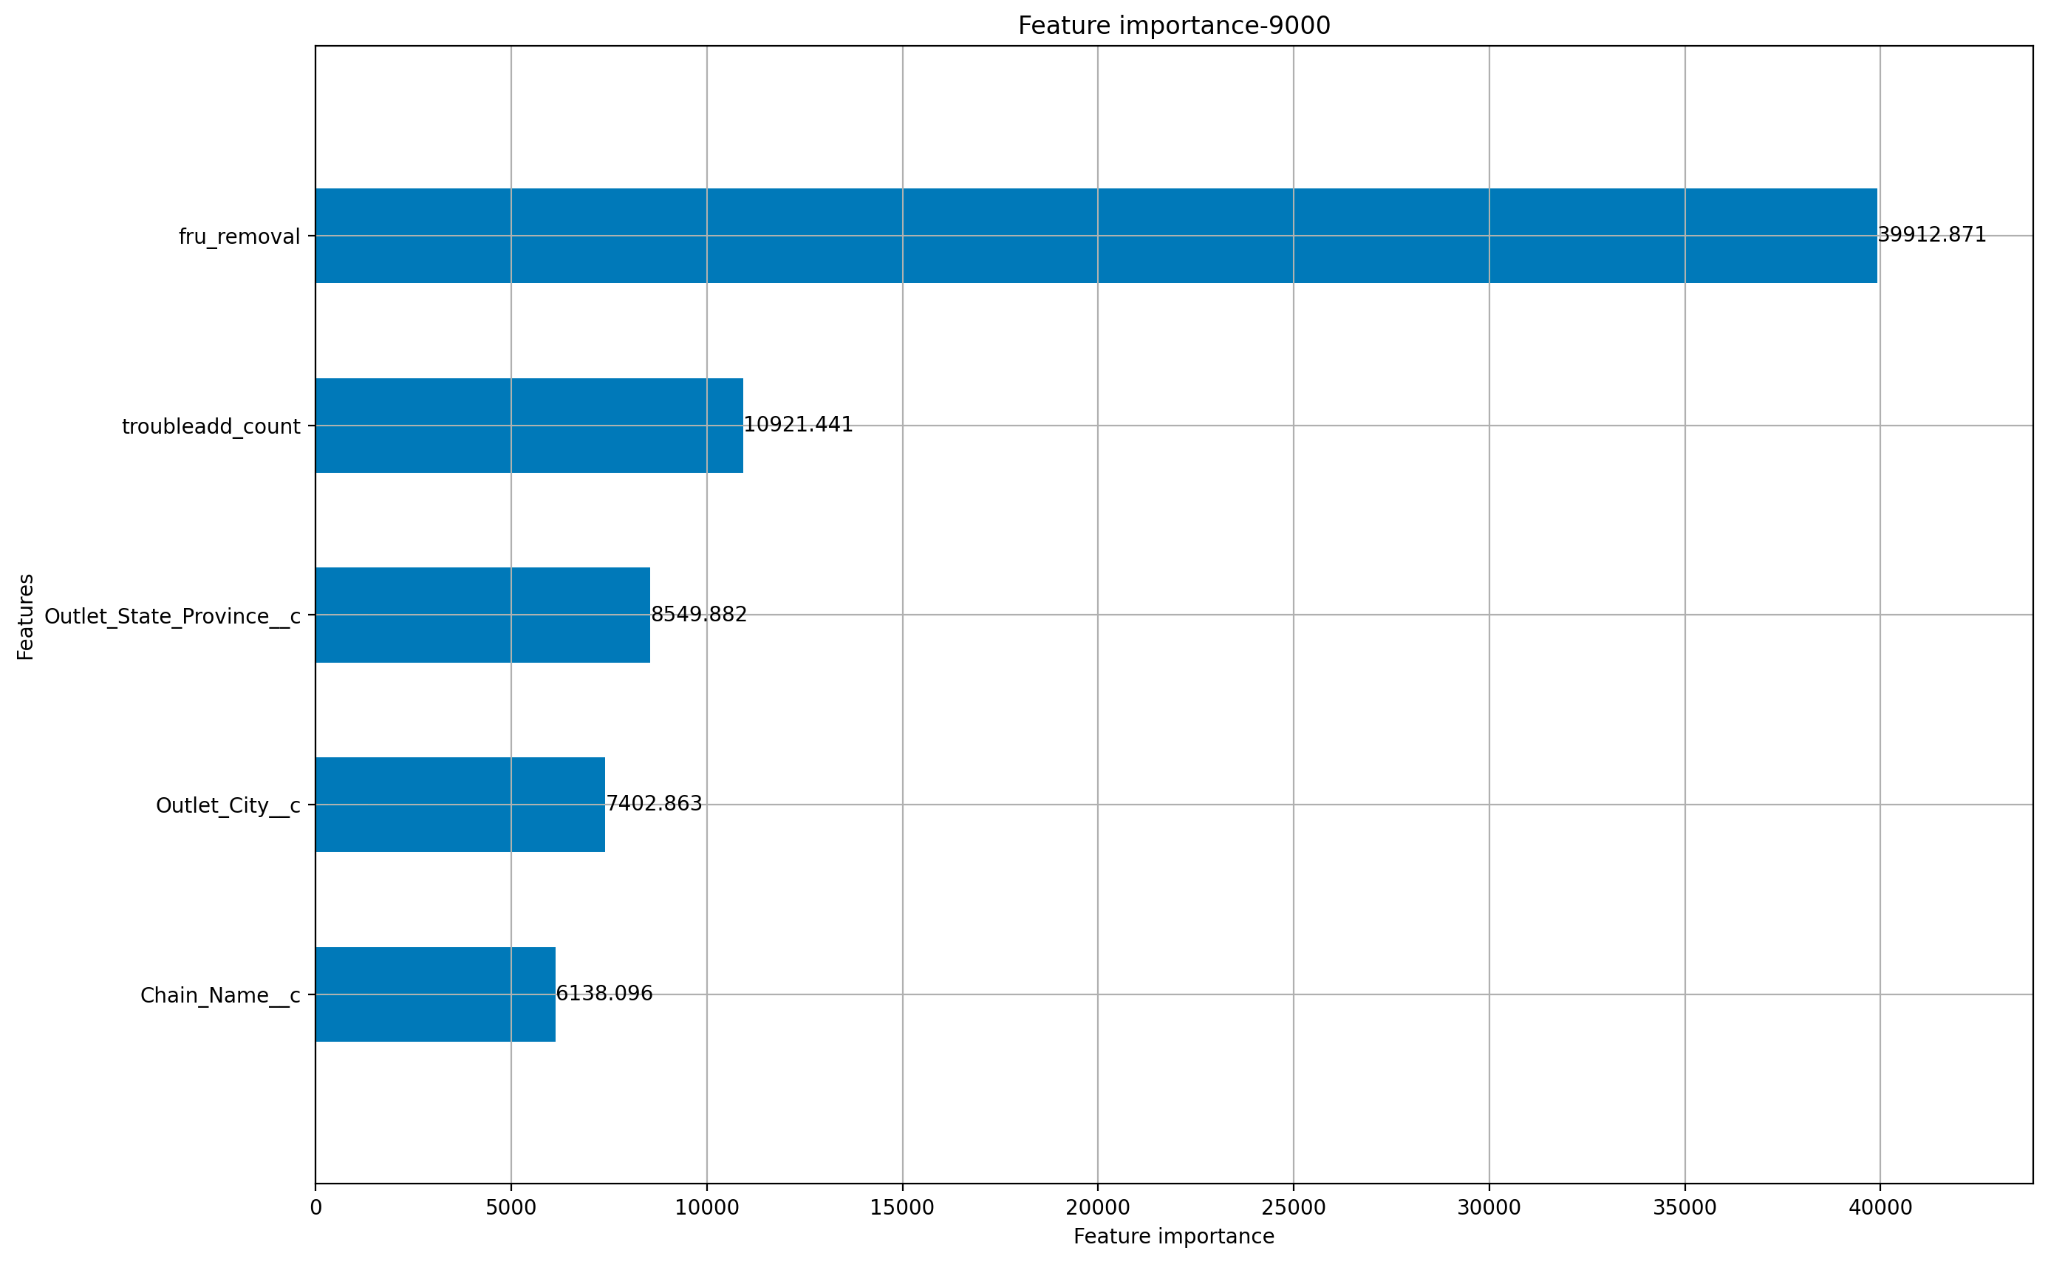 Feature importance-9000
fru_removal
39912.871
troubleadd_count
10921.441
Outlet_State_Province__c
8549.882
Outlet_City__c
7402.863
Chain_Name__c
6138.096
Features
0 5000 10000 15000 20000 25000 30000 35000 40000
Feature importance